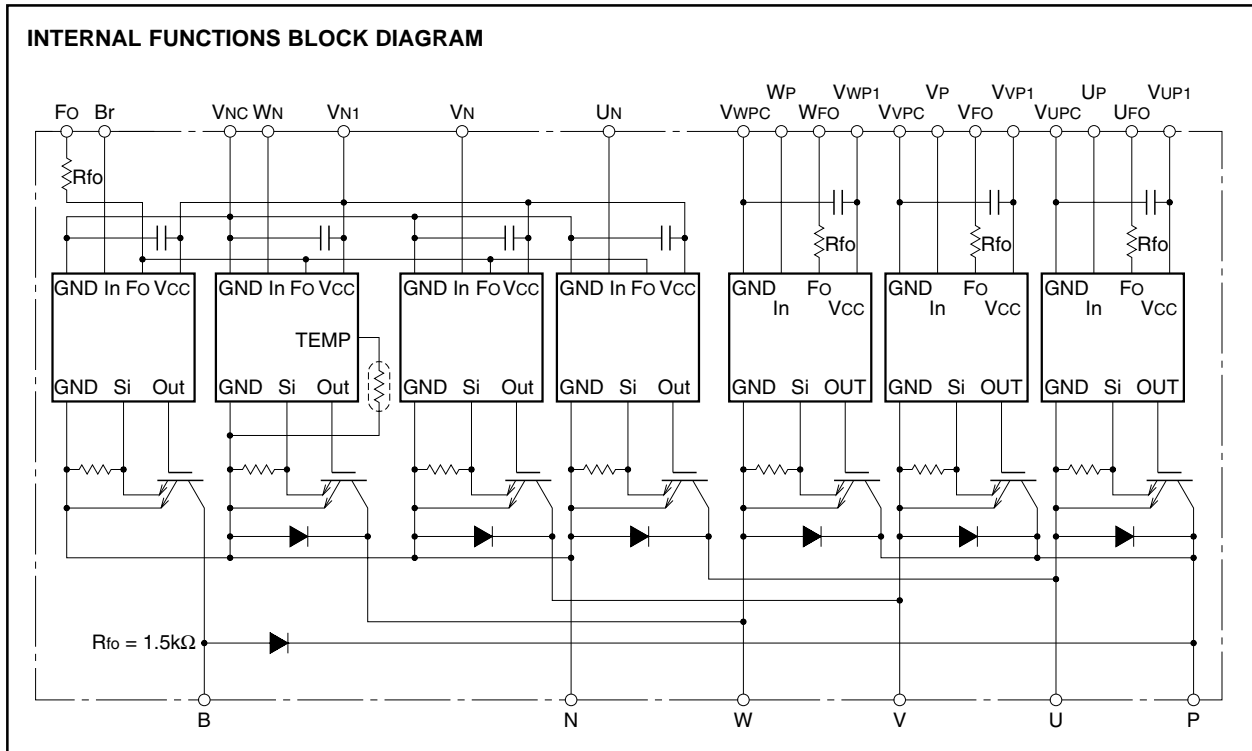 INTERNAL FUNCTIONS BLOCK DIAGRAM
WP VWP1 VP VVP1 UP VUP1
FO Br VNC WN VN1 VN UN VWPC WFO VVPC VFO VUPC UFO
Rfo
Rfo Rfo Rfo
GND In FO VCC GND In FO VCC GND In FO VCC GND In FO VCC GND FO GND FO GND FO
In VCC In VCC In VCC
TEMP
GND Si Out GND Si Out GND Si Out GND Si Out GND Si OUT GND Si OUT GND Si OUT
Rfo = 1.5kΩ
B N W V U P